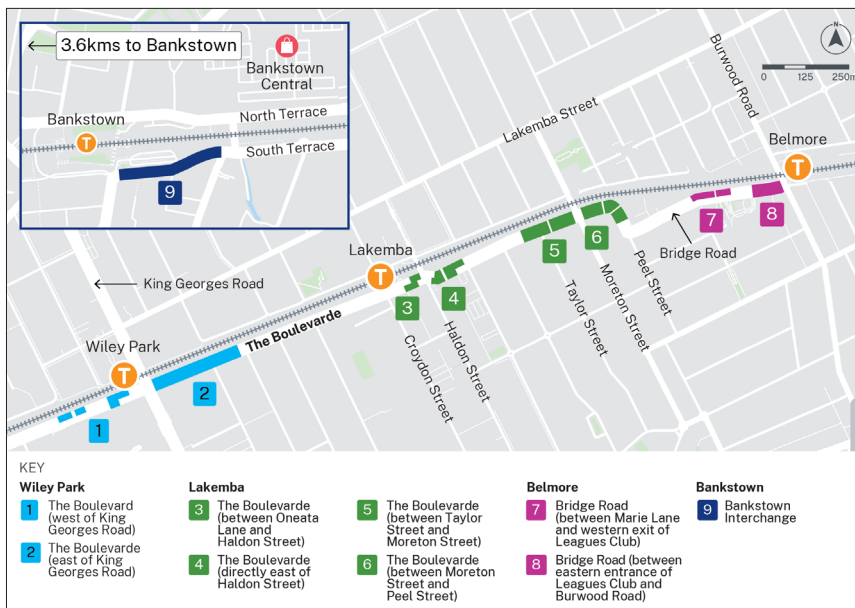 3.6kms to Bankstown
Bankstown
Central
Bankstown
T
North Terrace
South Terrace
9
N
0 125 250m
Burwood Road
Lakemba Street
Belmore
T
7
8
Bridge Road
5
6
Peel Street
Moreton Street
Taylor Street
Lakemba
T
3
4
Haldon Street
Croydon Street
King Georges Road
The Boulevarde
Wiley Park
T
2
1
KEY
Wiley Park
1 The Boulevard
(west of King
Georges Road)
2 The Boulevarde
(east of King
Georges Road)
Lakemba
3 The Boulevarde
(between Oneata
Lane and
Haldon Street)
4 The Boulevarde
(directly east of
Haldon Street)
5 The Boulevarde
(between Taylor
Street and
Moreton Street)
6 The Boulevarde
(between Moreton
Street and
Peel Street)
Belmore
7 Bridge Road
(between Marie Lane
and western exit of
Leagues Club)
8 Bridge Road (between
eastern entrance of
Leagues Club and
Burwood Road)
Bankstown
9 Bankstown
Interchange